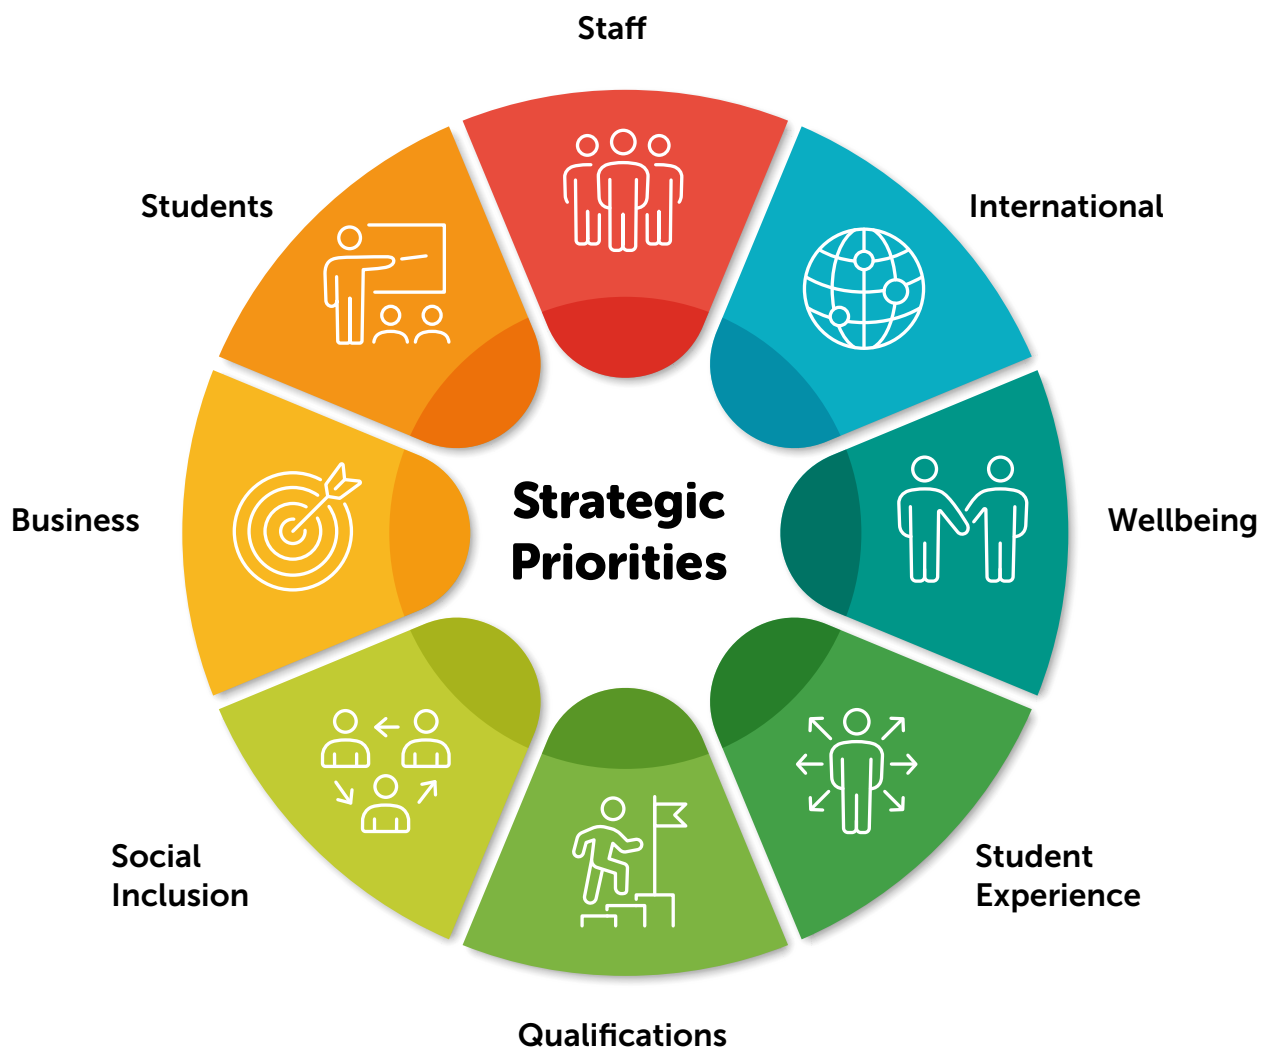 Staff
Students
International
Strategic
Priorities
Business
Wellbeing
Social
Inclusion
Student
Experience
Qualifications